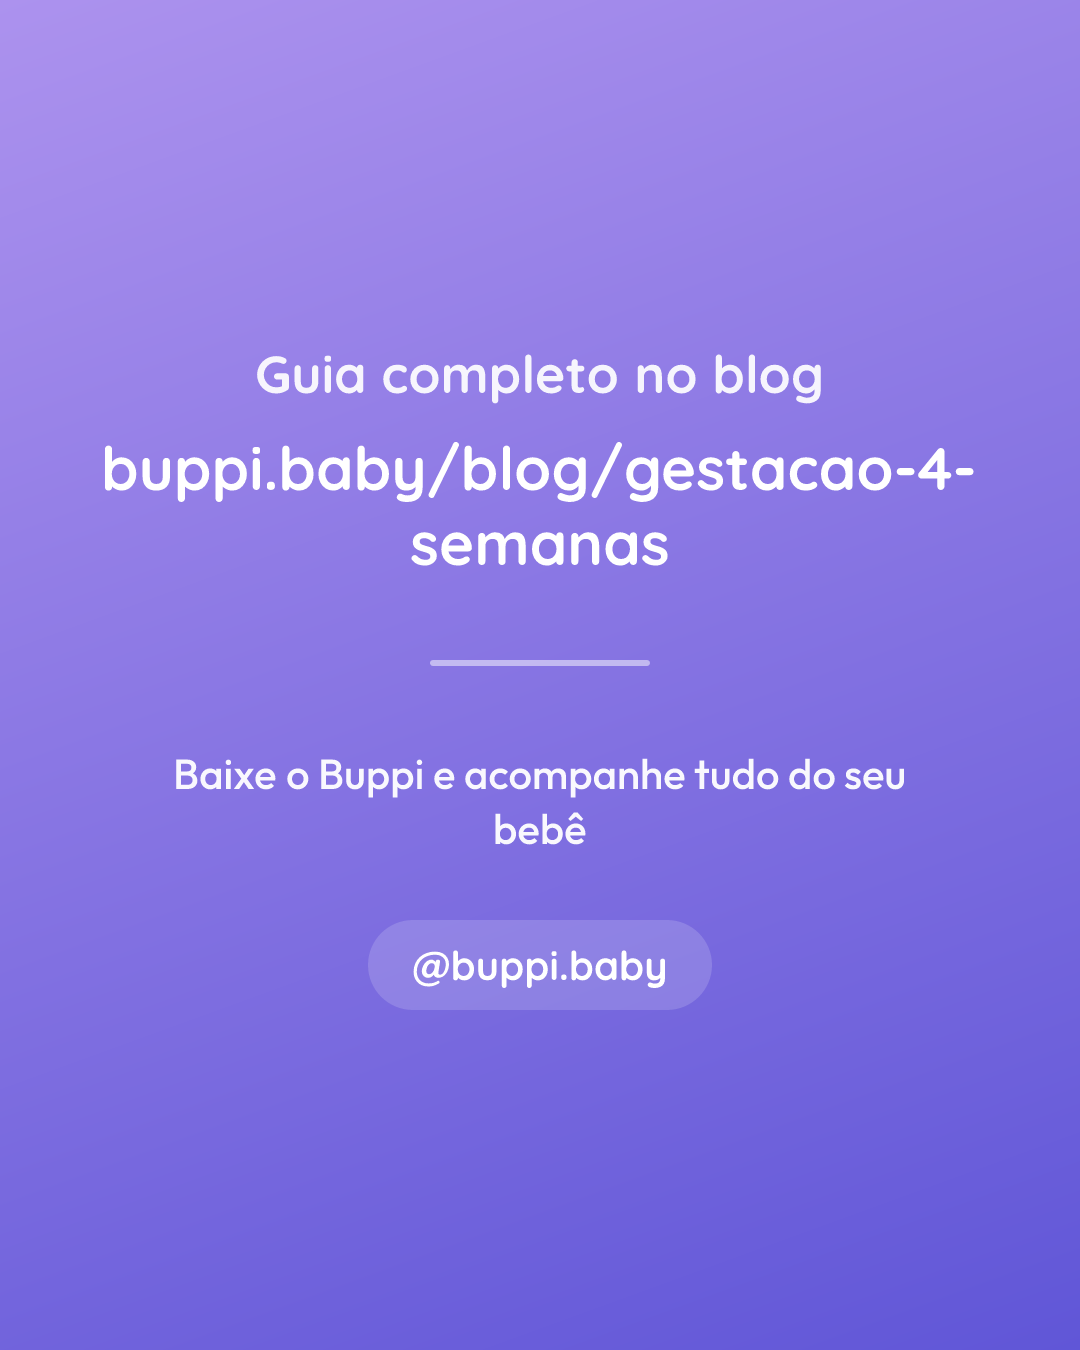 Guia completo no blog
buppi.baby/blog/gestacao-4-
semanas
Baixe o Buppi e acompanhe tudo do seu
bebê
@buppi.baby